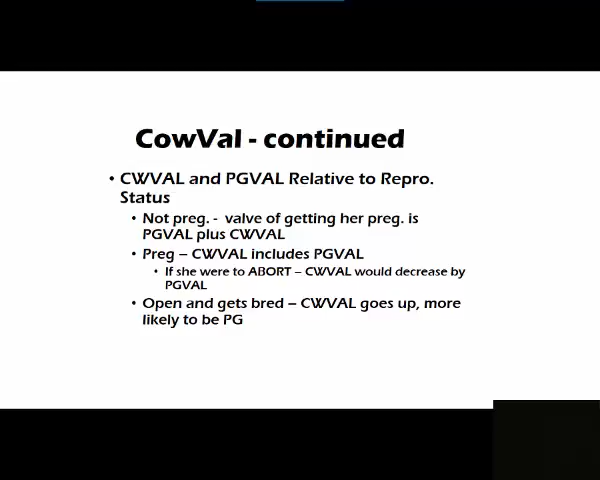 CowVal - continued
• CWVAL and PGVAL Relative to Repro.
Status
• Not preg. - valve of getting her preg. is
PGVAL plus CWVAL
• Preg – CWVAL includes PGVAL
• If she were to ABORT – CWVAL would decrease by
PGVAL
• Open and gets bred – CWVAL goes up, more
likely to be PG